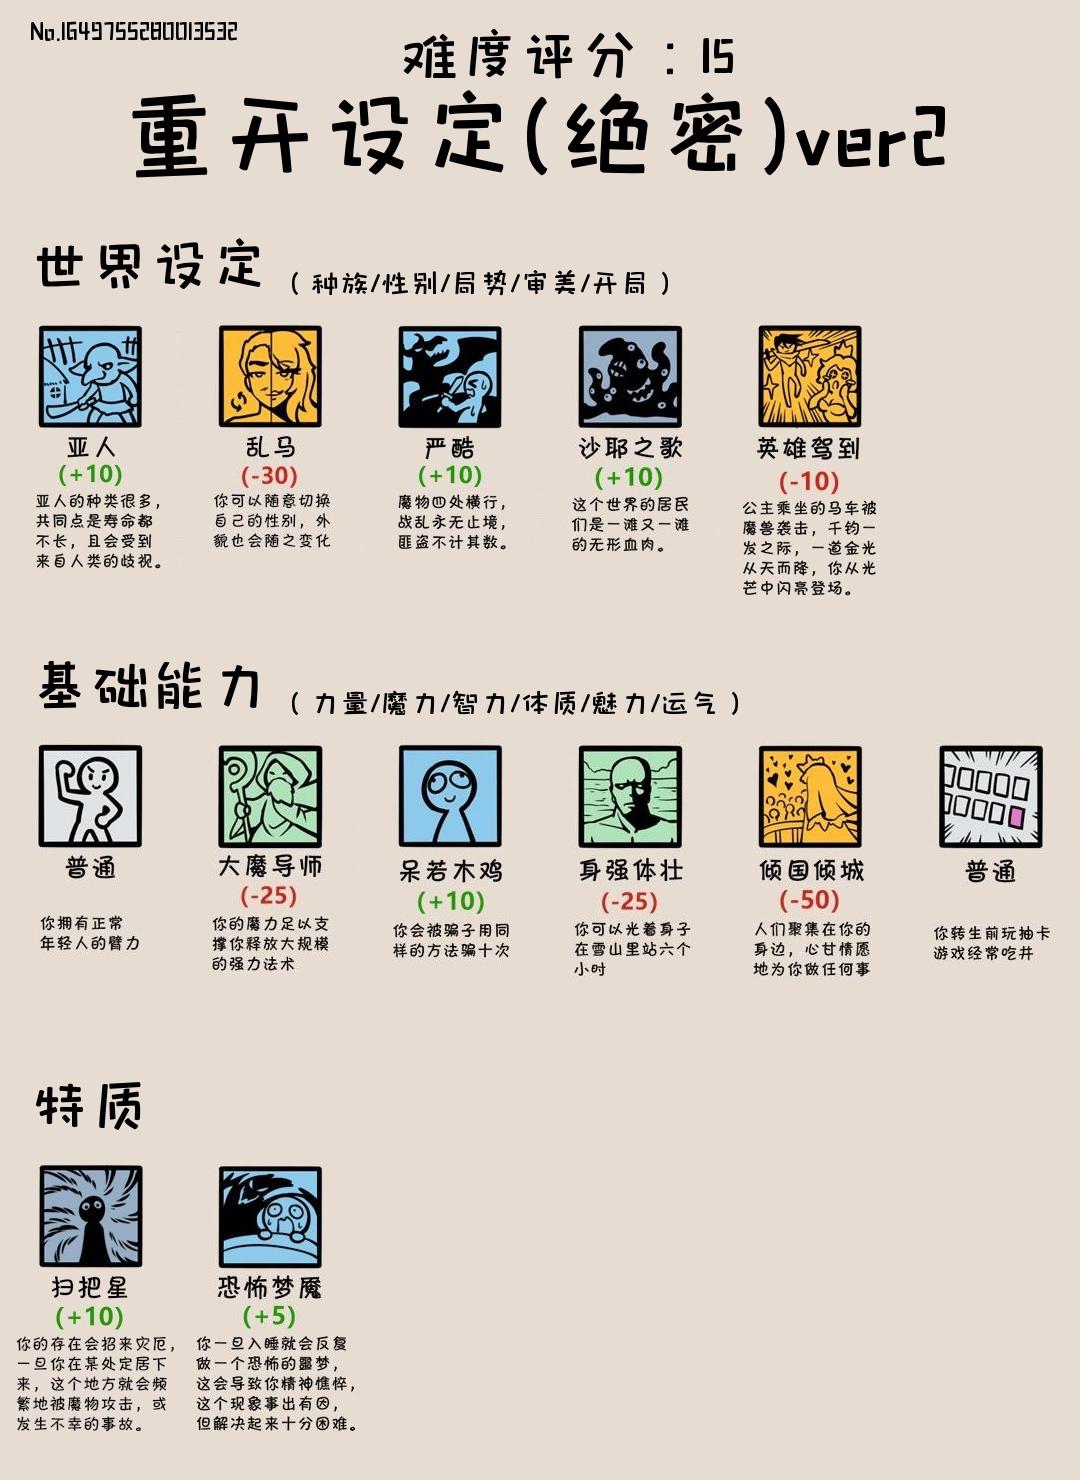 No.1649755280013532
难度评分：15
重开设定(绝密)ver2
世界设定
（种族/性别/局势/审美/开局）
亚人
(+10)
亚人的种类很多，
共同点是寿命都
不长，且会受到
来自人类的歧视。
乱马
(-30)
你可以随意切换
自己的性别，外
貌也会随之变化
严酷
(+10)
魔物四处横行，
战乱永无止境，
匪盗不计其数。
沙耶之歌
(+10)
这个世界的居民
们是一滩又一滩
的无形血肉。
英雄驾到
(-10)
公主乘坐的马车被
魔兽袭击，千钧一
发之际，一道金光
从天而降，你从光
芒中闪亮登场。
基础能力
（力量/魔力/智力/体质/魅力/运气）
普通
你拥有正常
年轻人的臂力
大魔导师
(-25)
你的魔力足以支
撑你释放大规模
的强力法术
呆若木鸡
(+10)
你会被骗子用同
样的方法骗十次
身强体壮
(-25)
你可以光着身子
在雪山里站六个
小时
倾国倾城
(-50)
人们聚集在你的
身边，心甘情愿
地为你做任何事
普通
你转生前玩抽卡
游戏经常吃井
特质
扫把星
(+10)
你的存在会招来灾厄，
一旦你在某处定居下
来，这个地方就会频
繁地被魔物攻击，或
发生不幸的事故。
恐怖梦魇
(+5)
你一旦入睡就会反复
做一个恐怖的噩梦，
这会导致你精神憔悴，
这个现象事出有因，
但解决起来十分困难。